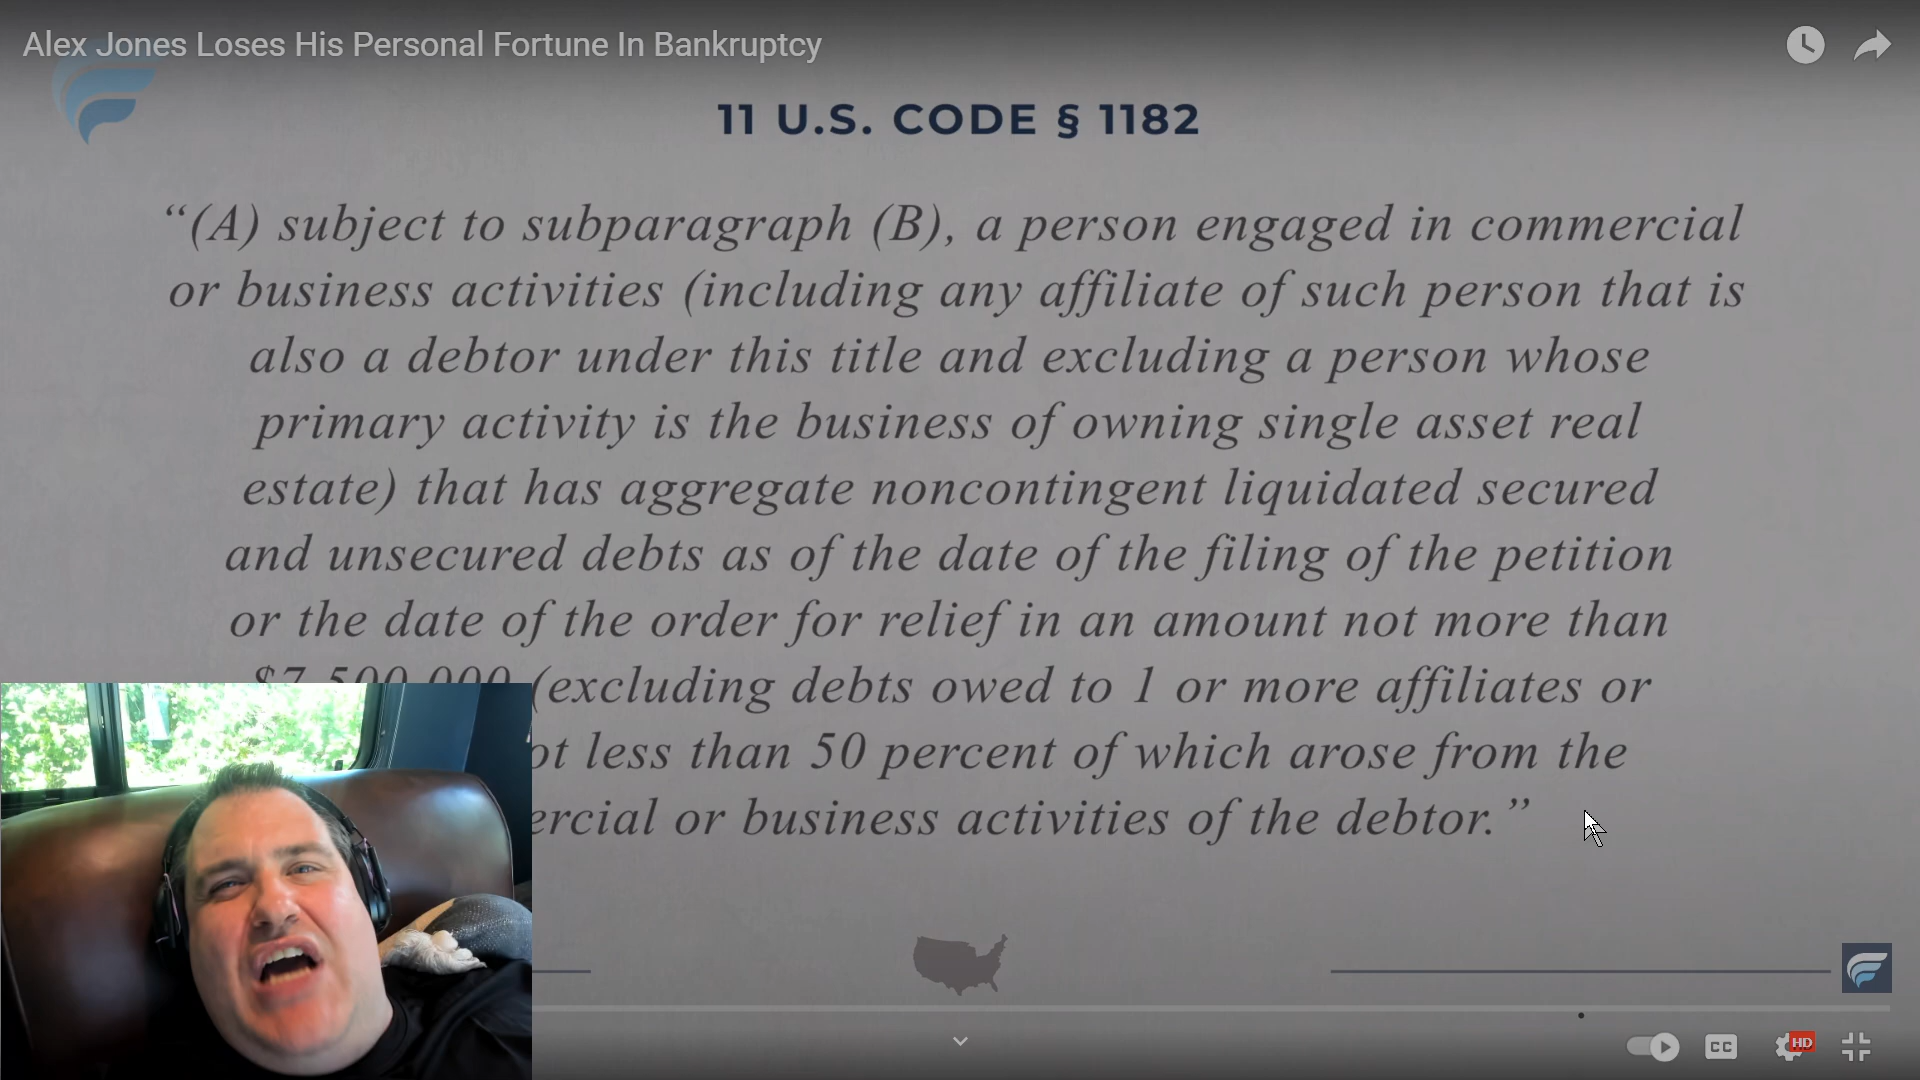 Alex Jones Loses His Personal Fortune In Bankruptcy
11 U.S. CODE § 1182
“(A) subject to subparagraph (B), a person engaged in commercial
or business activities (including any affiliate of such person that is
also a debtor under this title and excluding a person whose
primary activity is the business of owning single asset real
estate) that has aggregate noncontingent liquidated secured
and unsecured debts as of the date of the filing of the petition
or the date of the order for relief in an amount not more than
$7,500,000 (excluding debts owed to 1 or more affiliates or
less than 50 percent of which arose from the
or business activities of the debtor.”
CC
HD